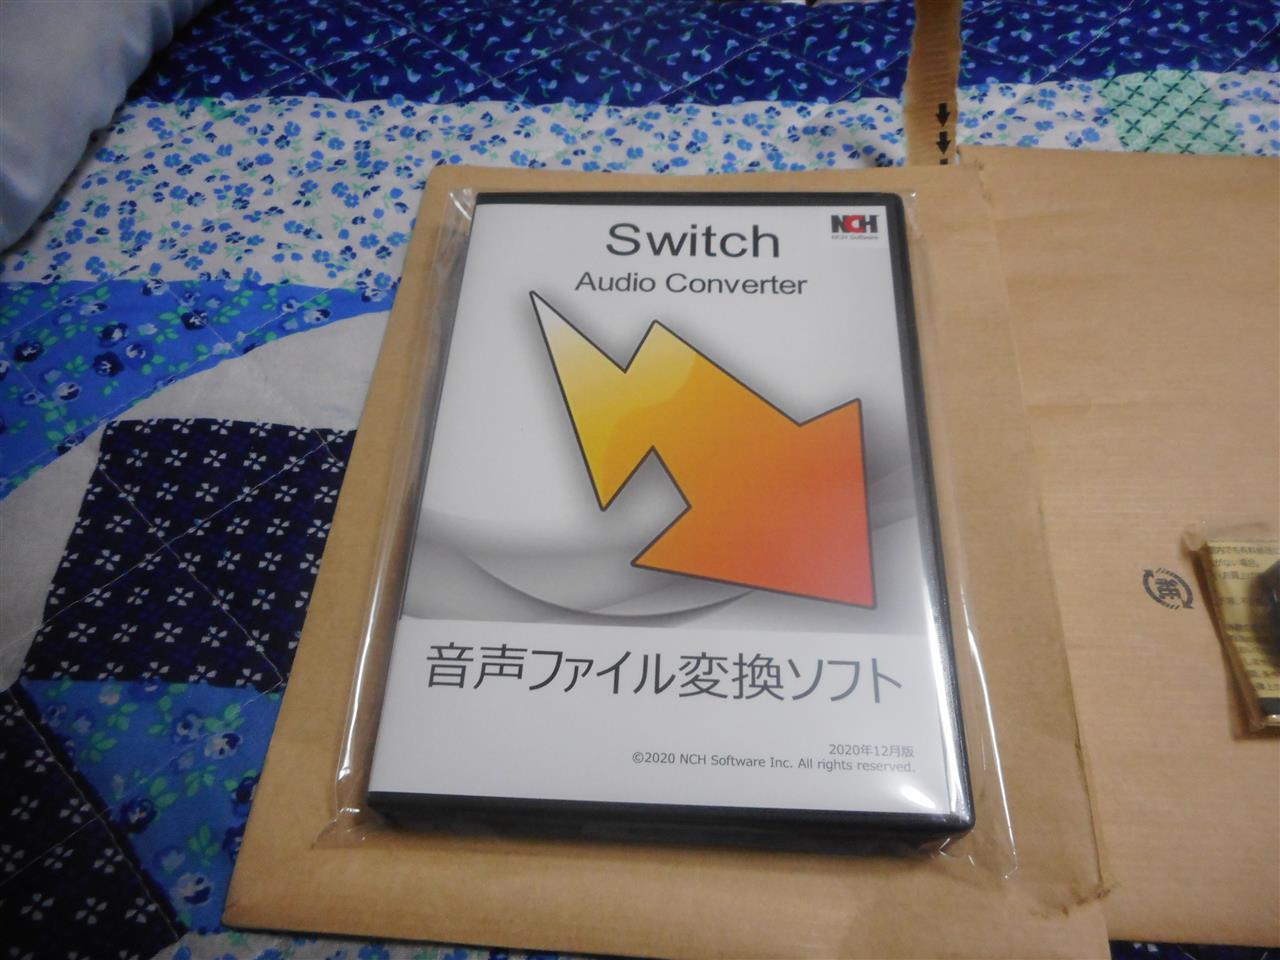 NCH
NCH Software
Switch
Audio Converter
音声ファイル変換ソフト
2020年12月版
©2020 NCH Software Inc. All rights reserved.
紙